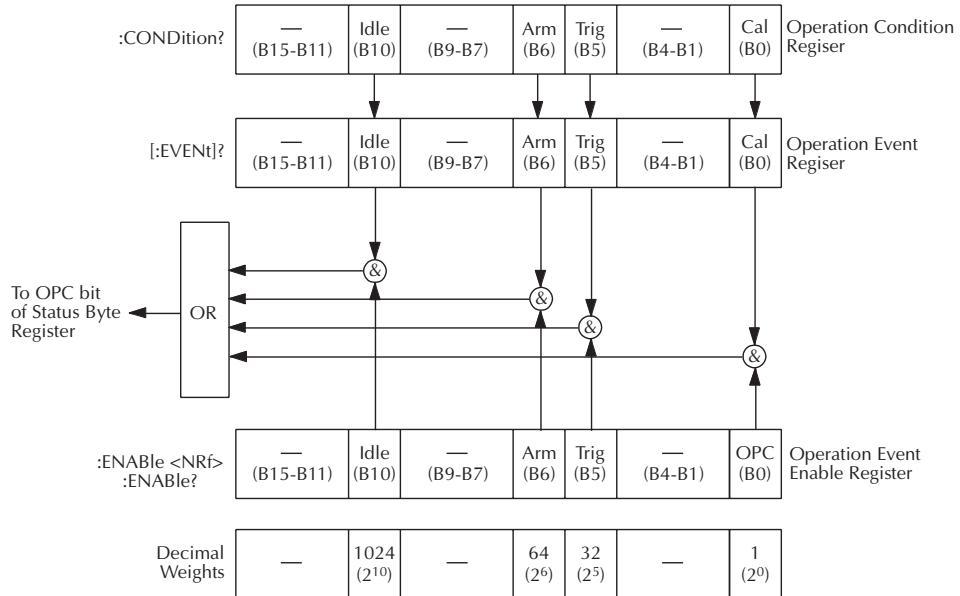 :CONDition?
—
(B15-B11)
Idle
(B10)
—
(B9-B7)
Arm
(B6)
Trig
(B5)
—
(B4-B1)
Cal
(B0)
Operation Condition
Regiser
[:EVENt]?
—
(B15-B11)
Idle
(B10)
—
(B9-B7)
Arm
(B6)
Trig
(B5)
—
(B4-B1)
Cal
(B0)
Operation Event
Regiser
&
&
&
&
To OPC bit
of Status Byte
Register
OR
:ENABle <NRf>
:ENABle?
—
(B15-B11)
Idle
(B10)
—
(B9-B7)
Arm
(B6)
Trig
(B5)
—
(B4-B1)
OPC
(B0)
Operation Event
Enable Register
Decimal
Weights
—
1024
(2¹⁰)
—
64
(2⁶)
32
(2⁵)
—
1
(2⁰)